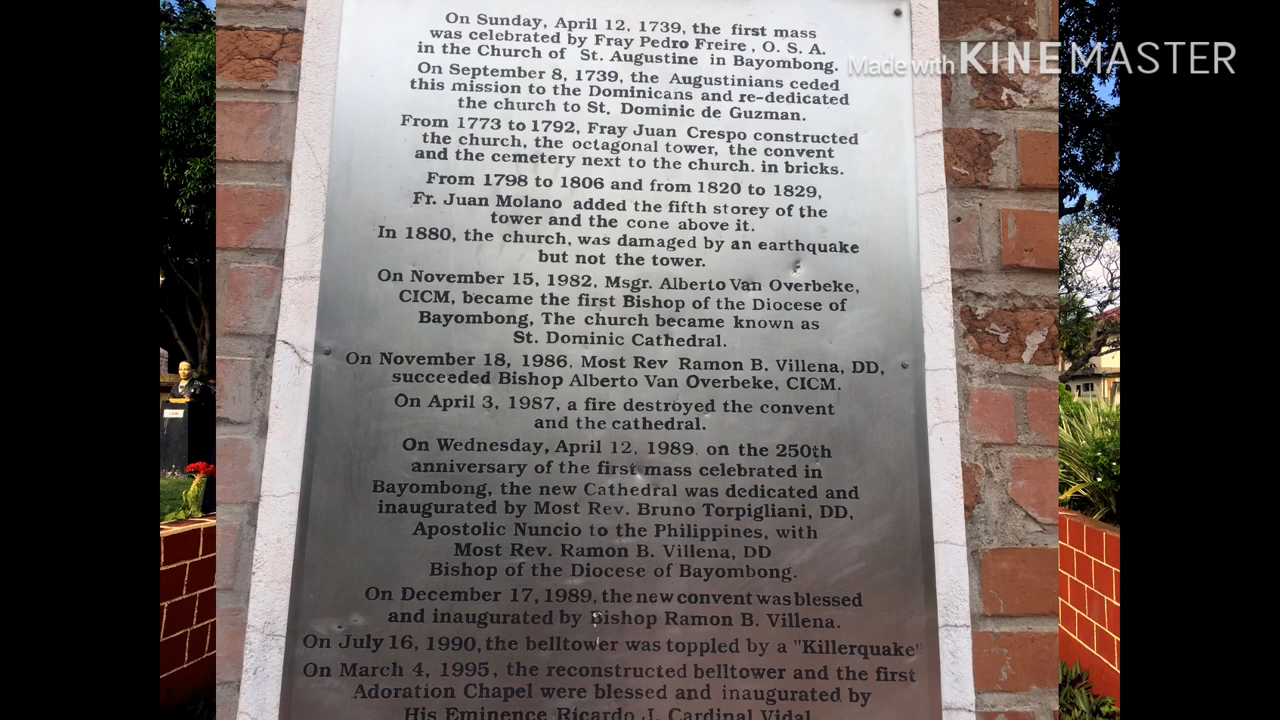 On Sunday, April 12, 1739, the first mass
was celebrated by Fray Pedro Freire, O. S. A.
in the Church of St. Augustine in Bayombong.
On September 8, 1739, the Augustinians ceded
this mission to the Dominicans and re-dedicated
the church to St. Dominic de Guzman.
From 1773 to 1792, Fray Juan Crespo constructed
the church, the octagonal tower, the convent
and the cemetery next to the church. in bricks.
From 1798 to 1806 and from 1820 to 1829,
Fr. Juan Molano added the fifth storey of the
tower and the cone above it.
In 1880, the church, was damaged by an earthquake
but not the tower.
On November 15, 1982, Msgr. Alberto Van Overbeke,
CICM, became the first Bishop of the Diocese of
Bayombong, The church became known as
St. Dominic Cathedral.
On November 18, 1986, Most Rev Ramon B. Villena, DD,
succeeded Bishop Alberto Van Overbeke, CICM.
On April 3, 1987, a fire destroyed the convent
and the cathedral.
On Wednesday, April 12, 1989. on the 250th
anniversary of the first mass celebrated in
Bayombong, the new Cathedral was dedicated and
inaugurated by Most Rev. Bruno Torpigliani, DD,
Apostolic Nuncio to the Philippines, with
Most Rev. Ramon B. Villena, DD
Bishop of the Diocese of Bayombong.
On December 17, 1989, the new convent was blessed
and inaugurated by Bishop Ramon B. Villena.
On July 16, 1990, the belltower was toppled by a "Killerquake"
On March 4, 1995, the reconstructed belltower and the first
Adoration Chapel were blessed and inaugurated by
His Eminence Ricardo J. Cardinal Vidal
Made with KINEMASTER